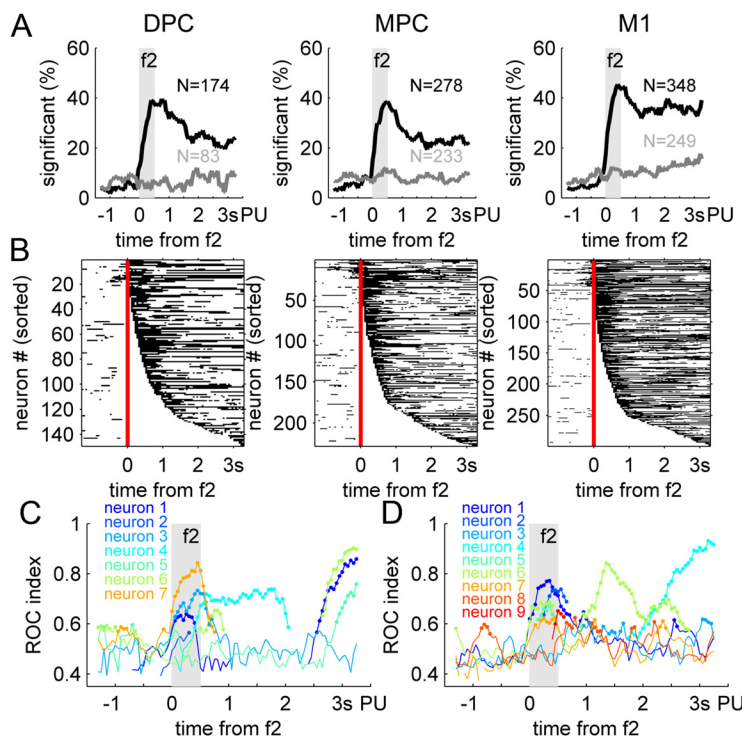 A
DPC
MPC
M1
60
40
20
0
significant (%)
f2
N=174
N=83
-1 0 1 2 3s PU
time from f2
60
40
20
0
significant (%)
f2
N=278
N=233
-1 0 1 2 3s PU
time from f2
60
40
20
0
significant (%)
f2
N=348
N=249
-1 0 1 2 3s PU
time from f2
B
neuron # (sorted)
20
40
60
80
100
120
140
0 1 2 3s
time from f2
neuron # (sorted)
50
100
150
200
0 1 2 3s
time from f2
neuron # (sorted)
50
100
150
200
250
0 1 2 3s
time from f2
C
neuron 1
neuron 2
neuron 3
neuron 4
neuron 5
neuron 6
neuron 7
f2
1
0.8
0.6
0.4
ROC index
-1 0 1 2 3s PU
time from f2
D
neuron 1
neuron 2
neuron 3
neuron 4
neuron 5
neuron 6
neuron 7
neuron 8
neuron 9
f2
1
0.8
0.6
0.4
ROC index
-1 0 1 2 3s PU
time from f2